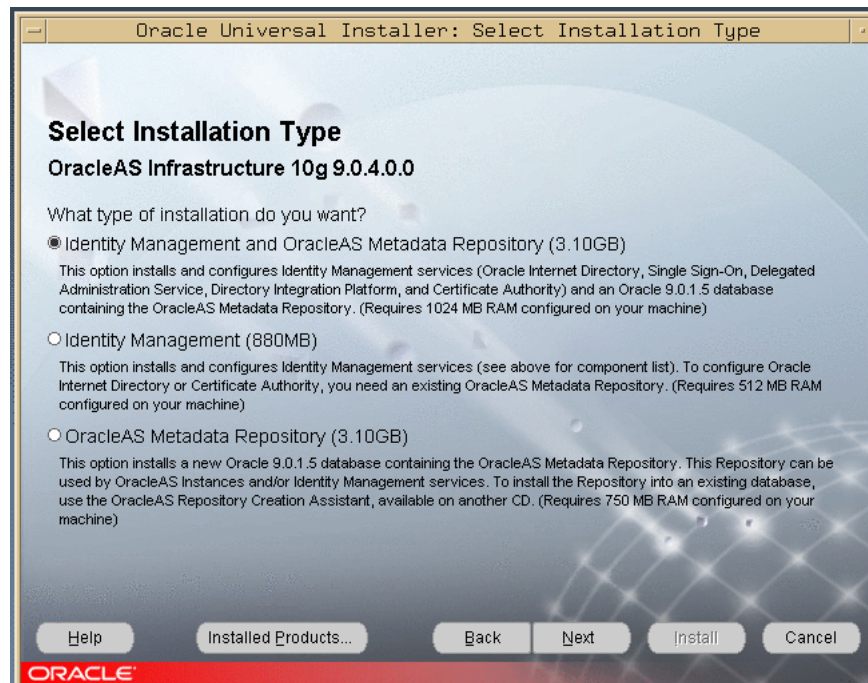 Oracle Universal Installer: Select Installation Type
Select Installation Type
OracleAS Infrastructure 10g 9.0.4.0.0
What type of installation do you want?
Identity Management and OracleAS Metadata Repository (3.10GB)
This option installs and configures Identity Management services (Oracle Internet Directory, Single Sign-On, Delegated
Administration Service, Directory Integration Platform, and Certificate Authority) and an Oracle 9.0.1.5 database
containing the OracleAS Metadata Repository. (Requires 1024 MB RAM configured on your machine)
Identity Management (880MB)
This option installs and configures Identity Management services (see above for component list). To configure Oracle
Internet Directory or Certificate Authority, you need an existing OracleAS Metadata Repository. (Requires 512 MB RAM
configured on your machine)
OracleAS Metadata Repository (3.10GB)
This option installs a new Oracle 9.0.1.5 database containing the OracleAS Metadata Repository. This Repository can be
used by OracleAS Instances and/or Identity Management services. To install the Repository into an existing database,
use the OracleAS Repository Creation Assistant, available on another CD. (Requires 750 MB RAM configured on your
machine)
Help Installed Products... Back Next Install Cancel
ORACLE